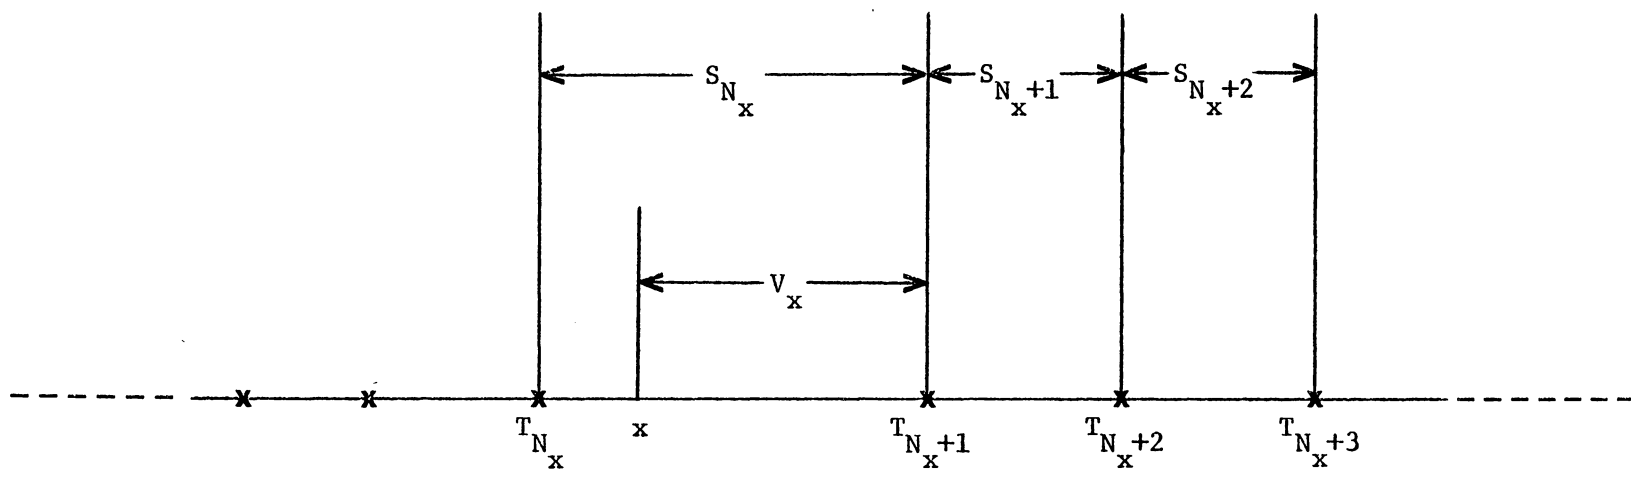 S_{N_x} S_{N_x+1} S_{N_x+2}
V_x
T_{N_x} x T_{N_x+1} T_{N_x+2} T_{N_x+3}